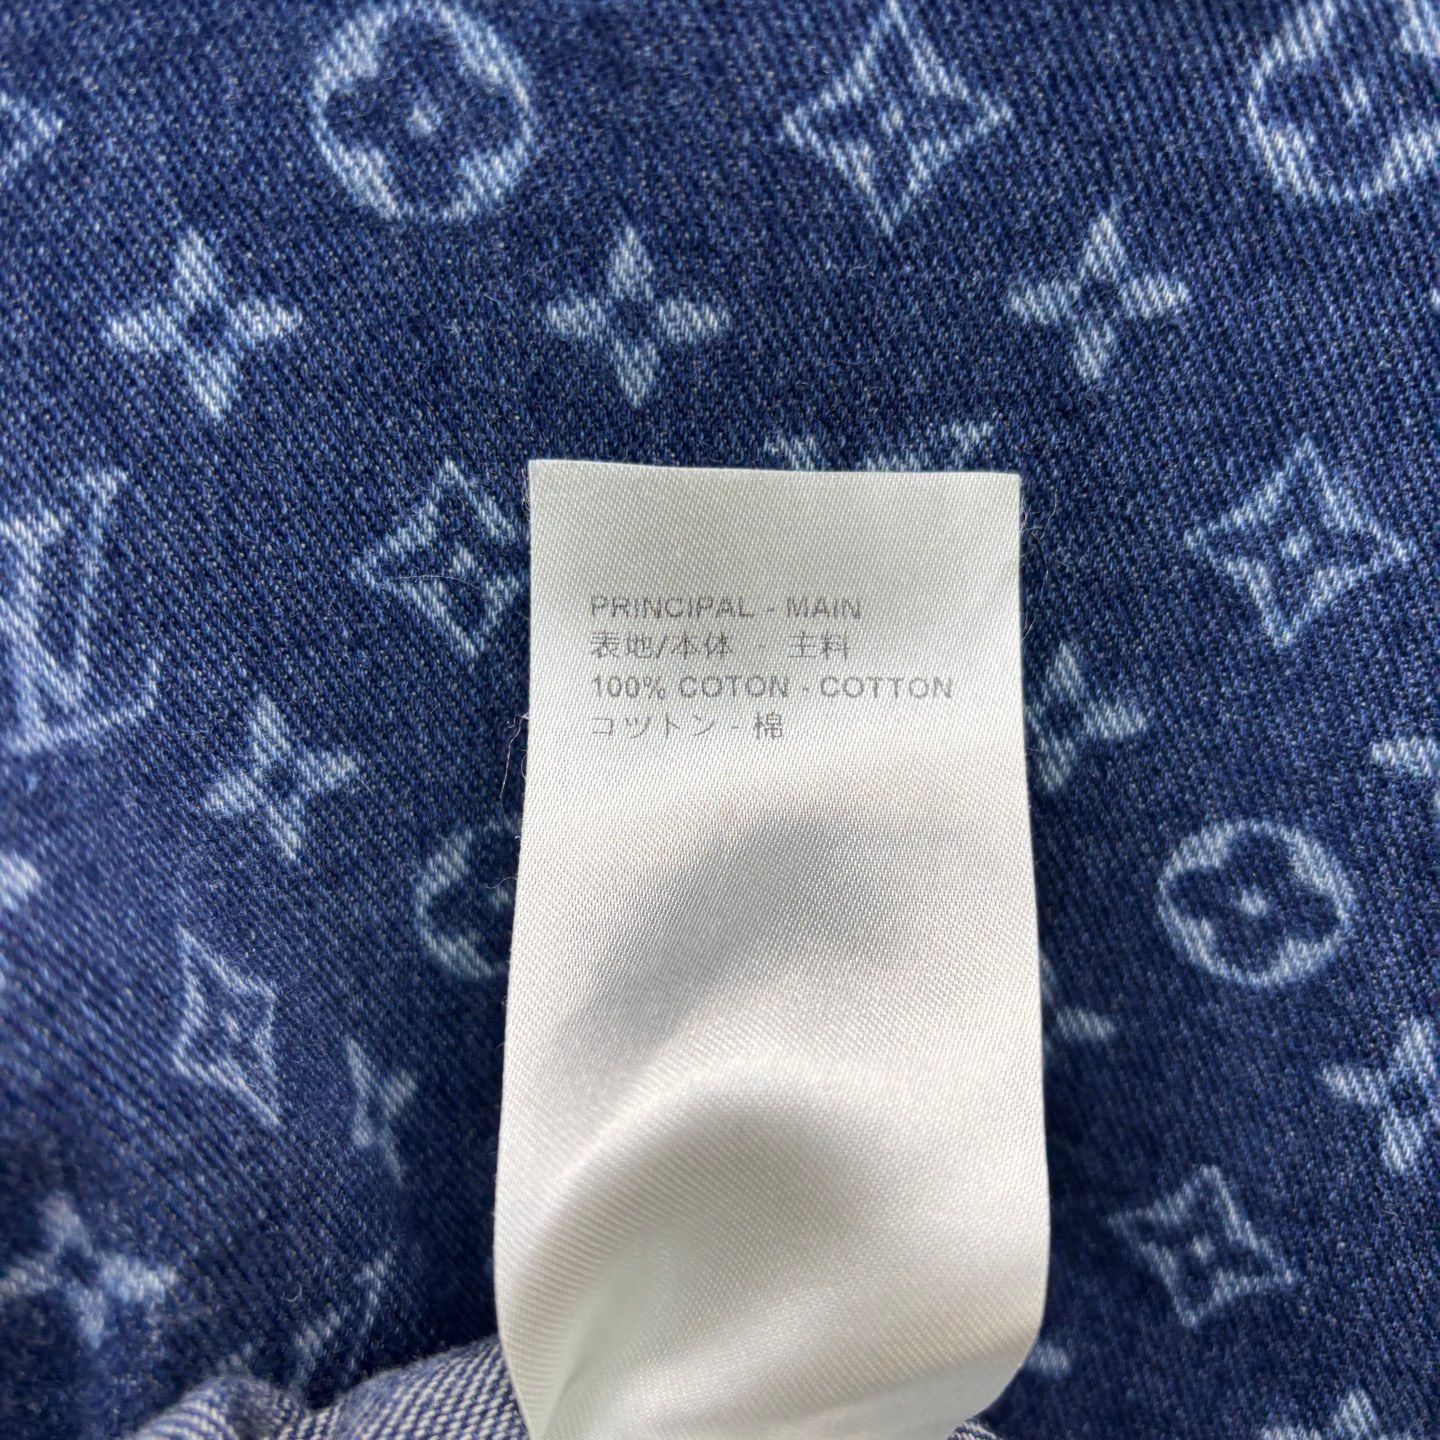 PRINCIPAL - MAIN
表地/本体 - 主料
100% COTON - COTTON
コットン - 棉